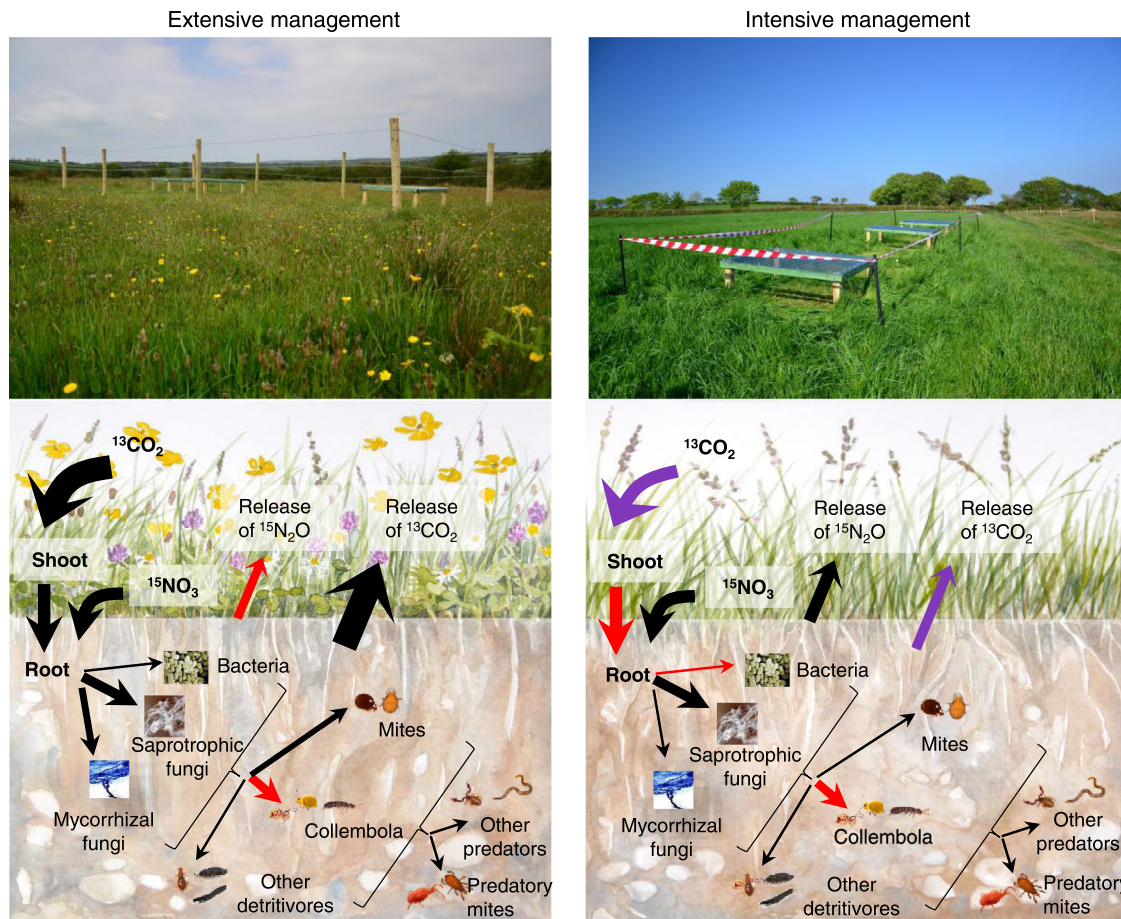 Extensive management
Intensive management
¹³CO₂
Release
of ¹⁵N₂O
Release
of ¹³CO₂
Shoot
¹⁵NO₃
Root
Bacteria
Saprotrophic
fungi
Mites
Mycorrhizal
fungi
Collembola
Other
predators
Other
detritivores
Predatory
mites
¹³CO₂
Release
of ¹⁵N₂O
Release
of ¹³CO₂
Shoot
¹⁵NO₃
Root
Bacteria
Saprotrophic
fungi
Mites
Mycorrhizal
fungi
Collembola
Other
predators
Other
detritivores
Predatory
mites